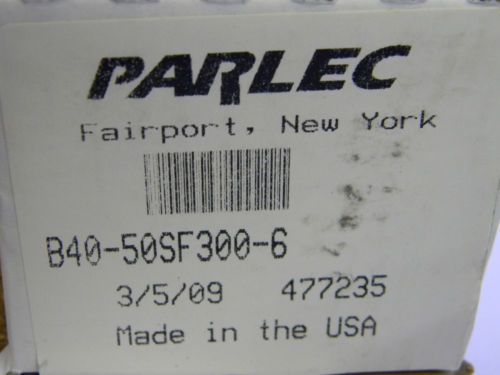 PARLEC
Fairport, New York
B40-50SF300-6
3/5/09 477235
Made in the USA